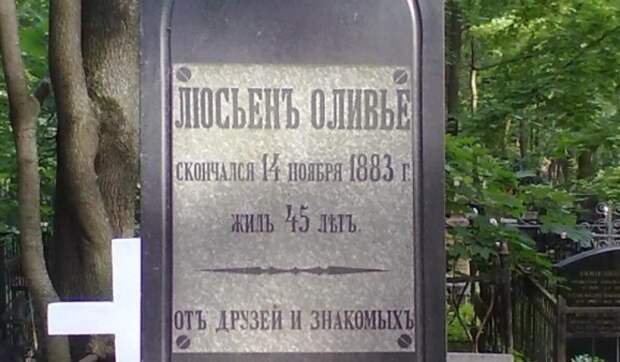 ЛЮСЬЕНЪ ОЛИВЬЕ
СКОНЧАЛСЯ 14 НОЯБРЯ 1883 Г.
ЖИЛЪ 45 ЛѢТЪ.
ОТЪ ДРУЗЕЙ И ЗНАКОМЫХЪ